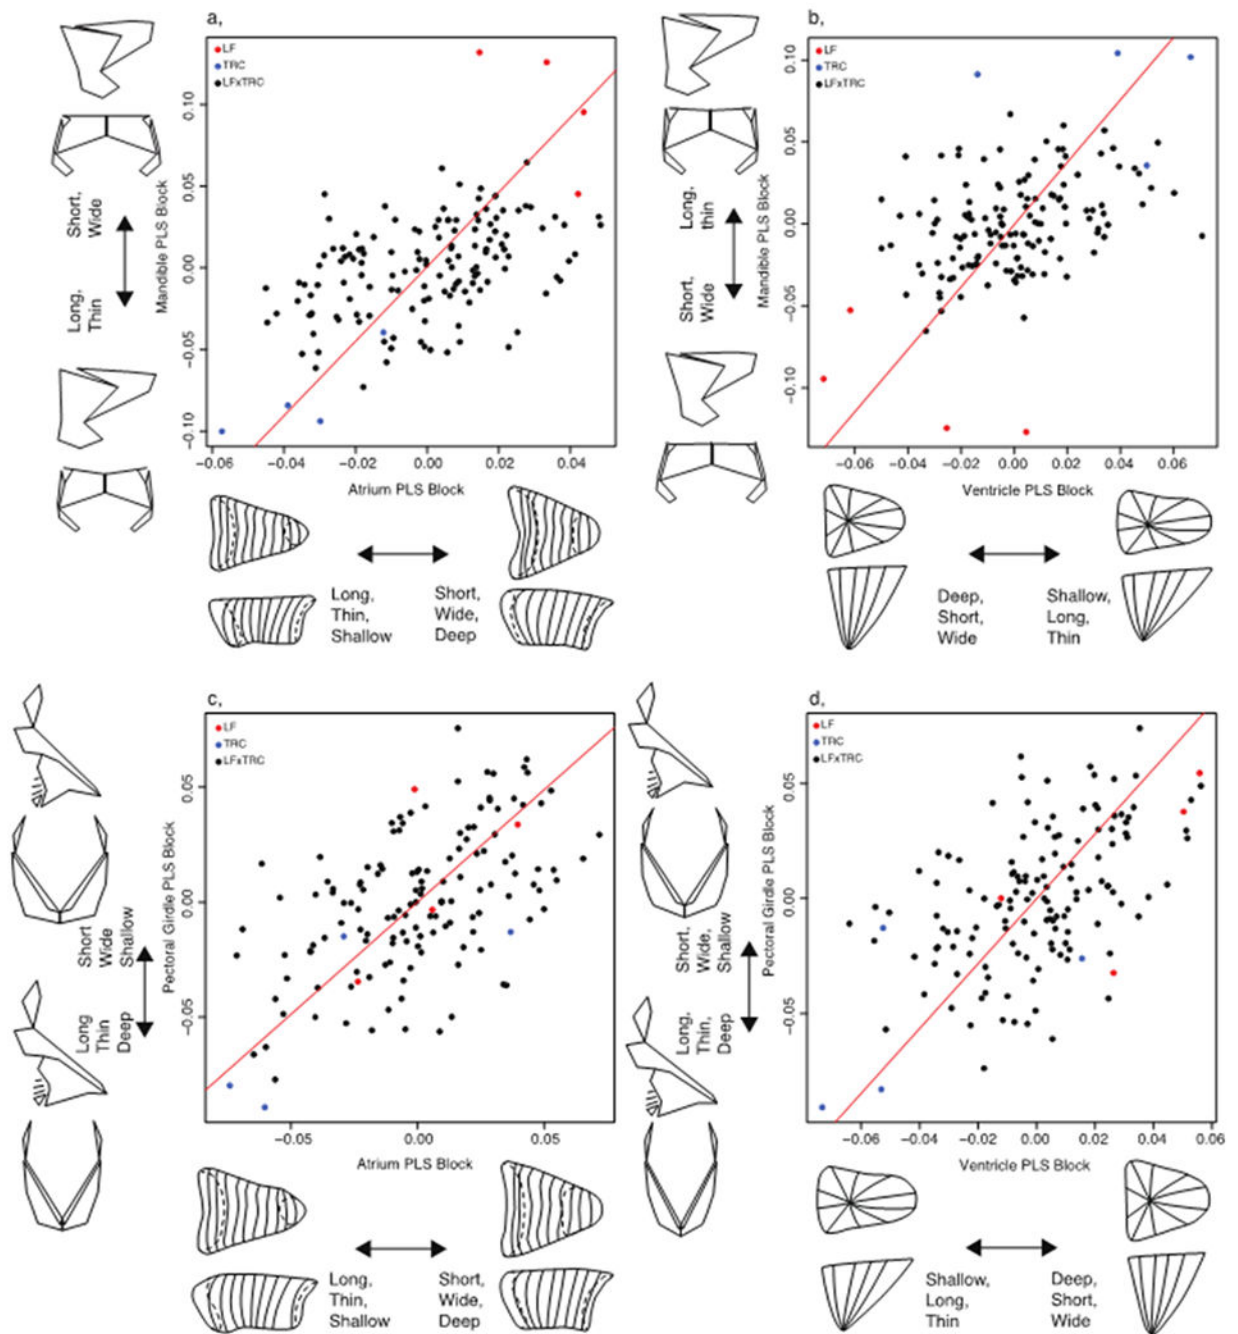 a,
LF
TRC
LFxTRC
0.10
0.05
0.00
−0.05
−0.10
Mandible PLS Block
Short,
Wide
Long,
Thin
−0.06 −0.04 −0.02 0.00 0.02 0.04
Atrium PLS Block
Long,
Thin,
Shallow
Short,
Wide,
Deep
b,
LF
TRC
LFxTRC
0.10
0.05
0.00
−0.05
−0.10
Mandible PLS Block
Long,
thin
Short,
Wide
−0.06 −0.04 −0.02 0.00 0.02 0.04 0.06
Ventricle PLS Block
Deep,
Short,
Wide
Shallow,
Long,
Thin
c,
LF
TRC
LFxTRC
0.05
0.00
−0.05
Pectoral Girdle PLS Block
Short
Wide
Shallow
Long
Thin
Deep
−0.05 0.00 0.05
Atrium PLS Block
Long,
Thin,
Shallow
Short,
Wide,
Deep
d,
LF
TRC
LFxTRC
0.05
0.00
−0.05
Pectoral Girdle PLS Block
Short,
Wide,
Shallow
Long,
Thin,
Deep
−0.06 −0.04 −0.02 0.00 0.02 0.04 0.06
Ventricle PLS Block
Shallow,
Long,
Thin
Deep,
Short,
Wide